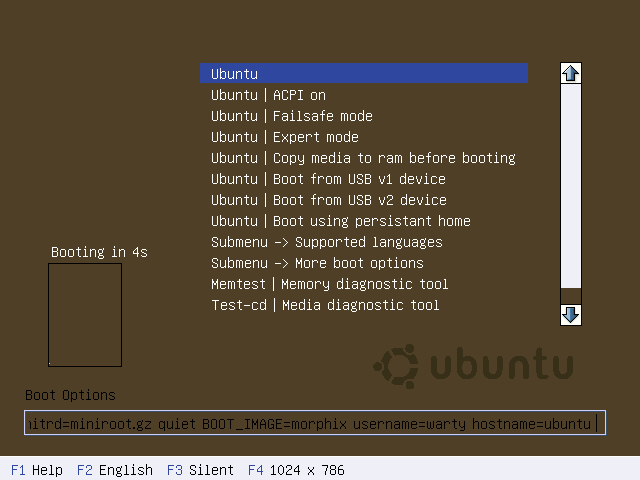 Ubuntu
Ubuntu | ACPI on
Ubuntu | Failsafe mode
Ubuntu | Expert mode
Ubuntu | Copy media to ram before booting
Ubuntu | Boot from USB v1 device
Ubuntu | Boot from USB v2 device
Ubuntu | Boot using persistant home
Submenu -> Supported languages
Submenu -> More boot options
Memtest | Memory diagnostic tool
Test-cd | Media diagnostic tool
Booting in 4s
ubuntu
Boot Options
nitrd=miniroot.gz quiet BOOT_IMAGE=morphix username=warty hostname=ubuntu
F1 Help F2 English F3 Silent F4 1024 x 786